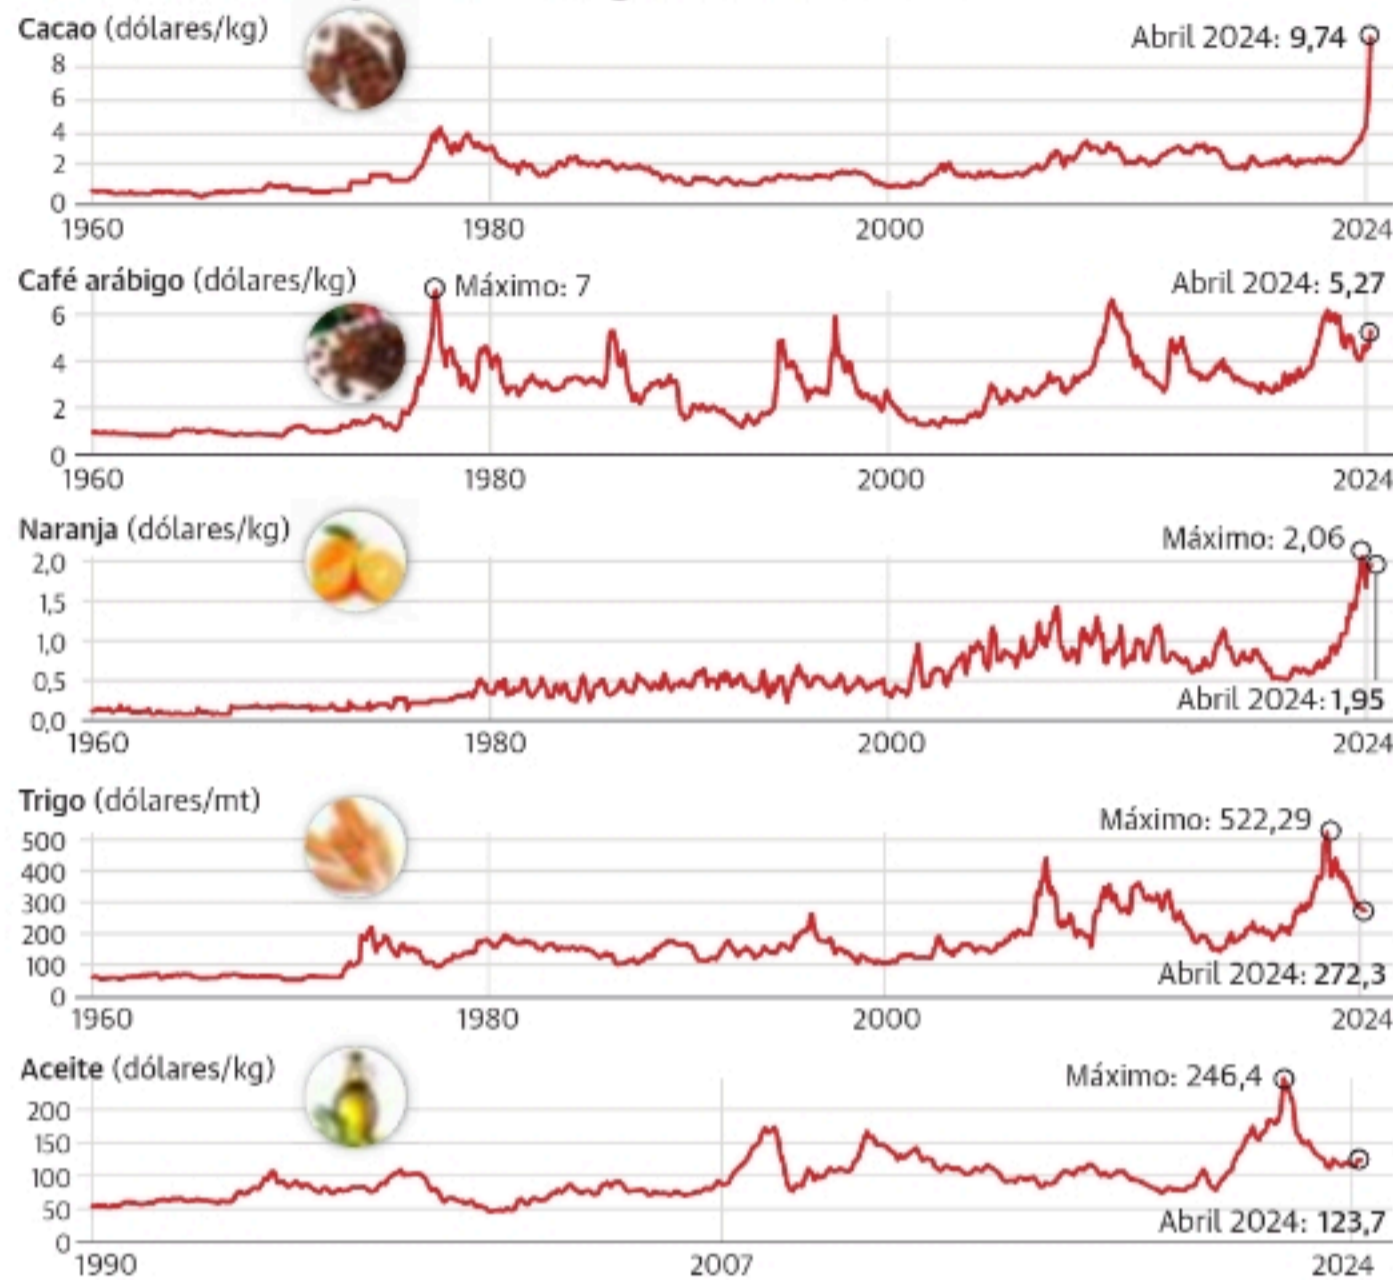 Cacao (dólares/kg)
Abril 2024: 9,74
8
6
4
2
0
1960 1980 2000 2024
Café arábigo (dólares/kg)
Máximo: 7
Abril 2024: 5,27
6
4
2
0
1960 1980 2000 2024
Naranja (dólares/kg)
Máximo: 2,06
2,0
1,5
1,0
0,5
Abril 2024: 1,95
0,0
1960 1980 2000 2024
Trigo (dólares/mt)
Máximo: 522,29
500
400
300
200
100
Abril 2024: 272,3
0
1960 1980 2000 2024
Aceite (dólares/kg)
Máximo: 246,4
200
150
100
50
Abril 2024: 123,7
0
1990 2007 2024